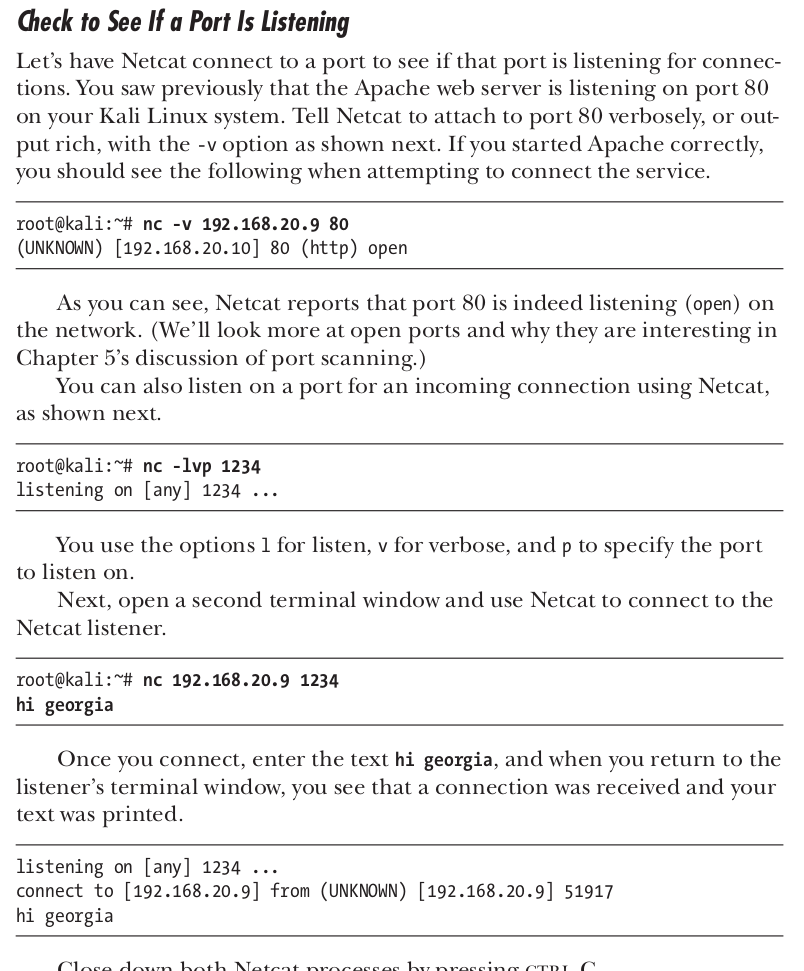 Check to See If a Port Is Listening
Let’s have Netcat connect to a port to see if that port is listening for connec-
tions. You saw previously that the Apache web server is listening on port 80
on your Kali Linux system. Tell Netcat to attach to port 80 verbosely, or out-
put rich, with the -v option as shown next. If you started Apache correctly,
you should see the following when attempting to connect the service.
root@kali:~# nc -v 192.168.20.9 80
(UNKNOWN) [192.168.20.10] 80 (http) open
As you can see, Netcat reports that port 80 is indeed listening (open) on
the network. (We’ll look more at open ports and why they are interesting in
Chapter 5’s discussion of port scanning.)
You can also listen on a port for an incoming connection using Netcat,
as shown next.
root@kali:~# nc -lvp 1234
listening on [any] 1234 ...
You use the options l for listen, v for verbose, and p to specify the port
to listen on.
Next, open a second terminal window and use Netcat to connect to the
Netcat listener.
root@kali:~# nc 192.168.20.9 1234
hi georgia
Once you connect, enter the text hi georgia, and when you return to the
listener’s terminal window, you see that a connection was received and your
text was printed.
listening on [any] 1234 ...
connect to [192.168.20.9] from (UNKNOWN) [192.168.20.9] 51917
hi georgia
Close down both Netcat processes by pressing CTRL-C.